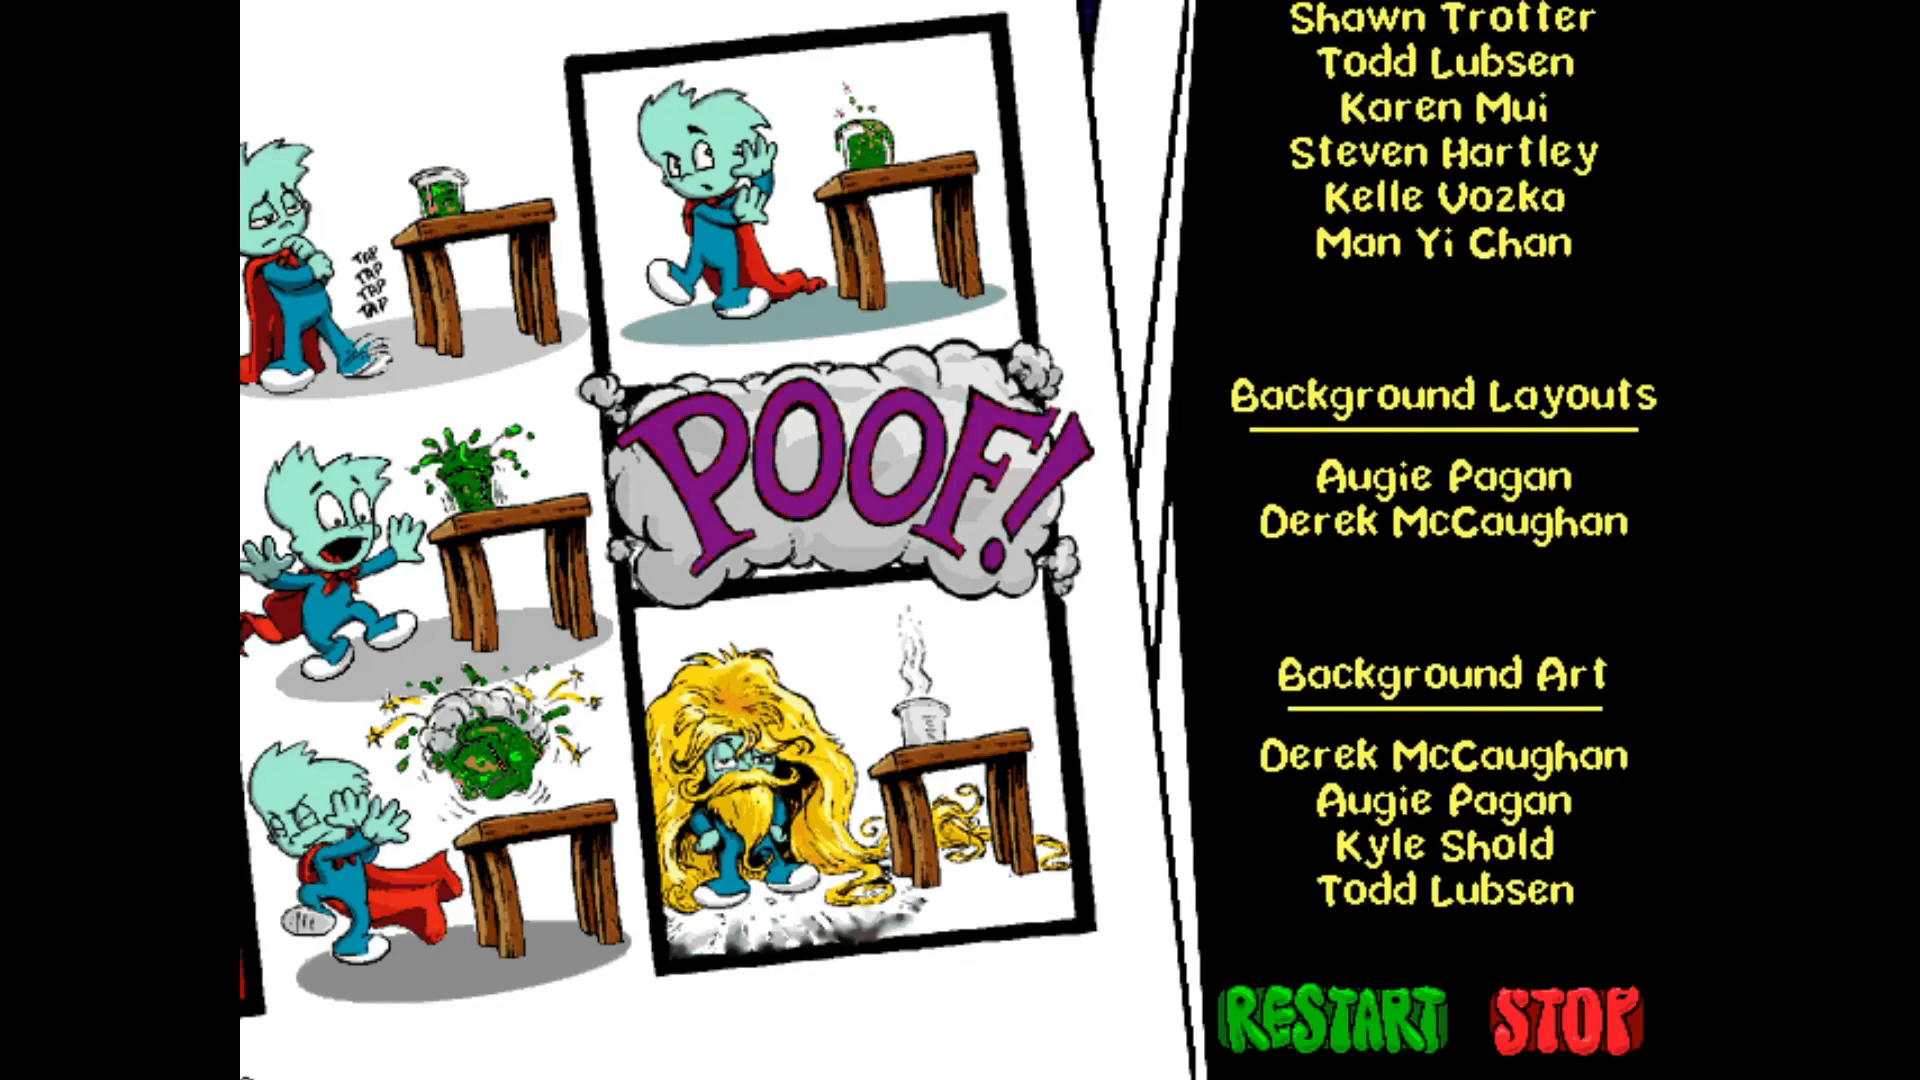 TAP
TAP
TAP
TAP
POOF!
Shawn Trotter
Todd Lubsen
Karen Mui
Steven Hartley
Kelle Vozka
Man Yi Chan
Background Layouts
Augie Pagan
Derek McCaughan
Background Art
Derek McCaughan
Augie Pagan
Kyle Shold
Todd Lubsen
RESTART STOP